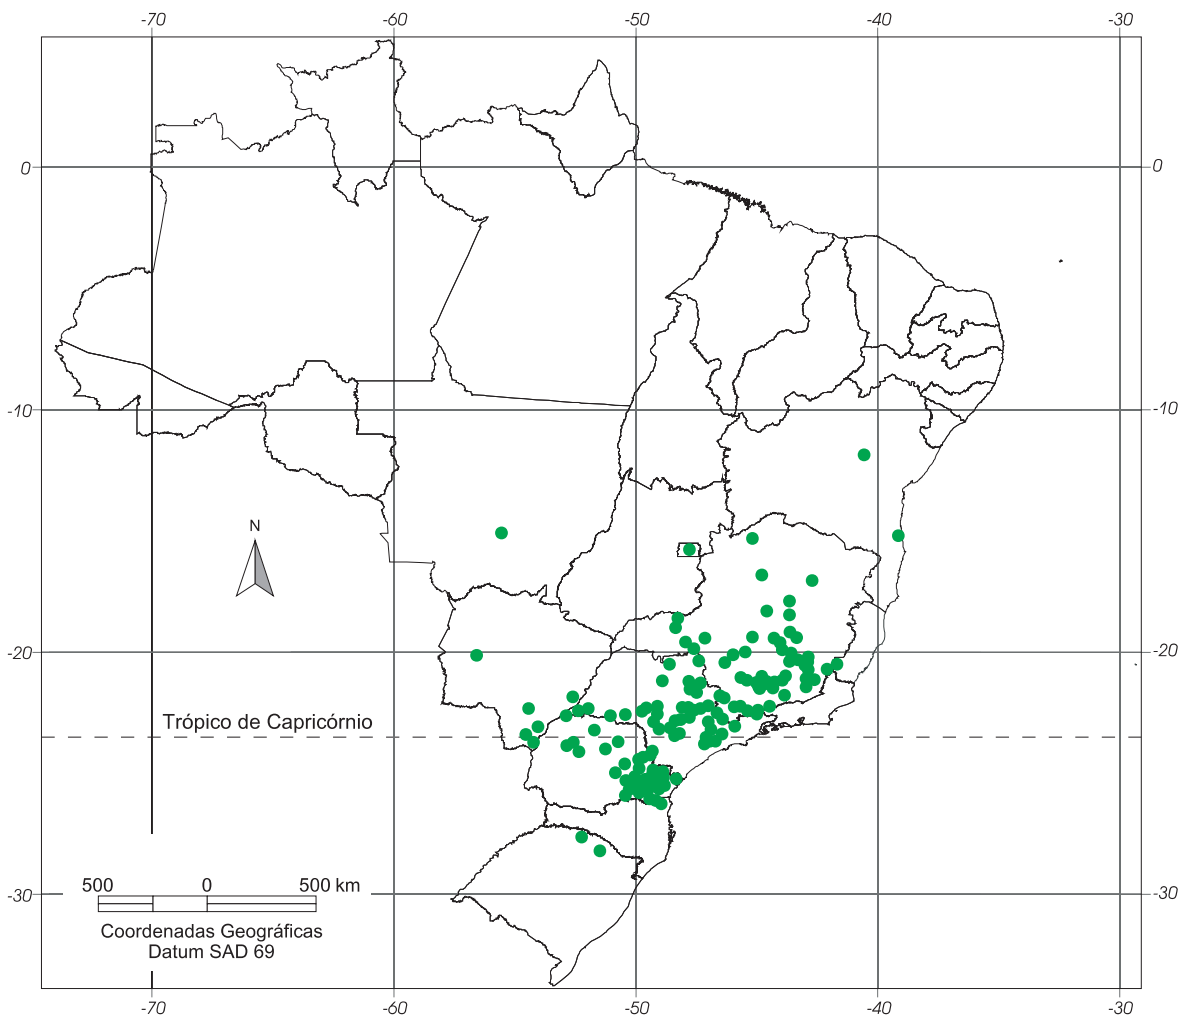 -70 -60 -50 -40 -30
0 0
-10 -10
N
-20 -20
Trópico de Capricórnio
500 0 500 km
-30 -30
Coordenadas Geográficas
Datum SAD 69
-70 -60 -50 -40 -30